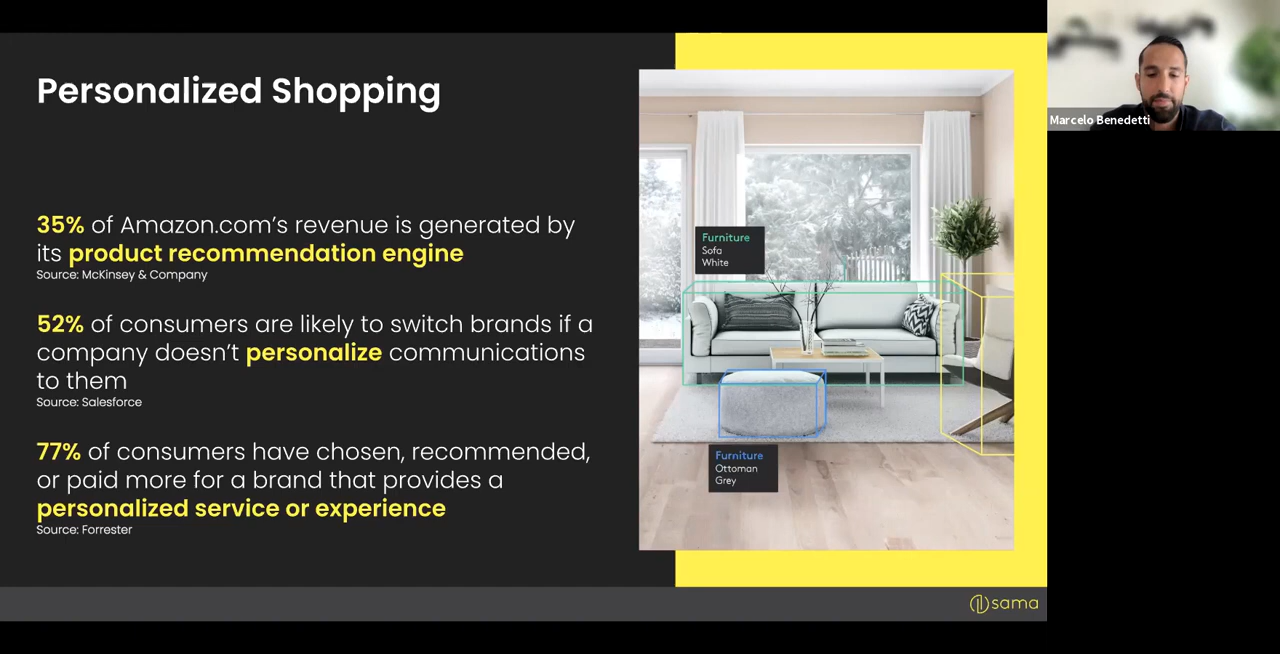 Personalized Shopping
35% of Amazon.com’s revenue is generated by
its product recommendation engine
Source: McKinsey & Company
52% of consumers are likely to switch brands if a
company doesn’t personalize communications
to them
Source: Salesforce
77% of consumers have chosen, recommended,
or paid more for a brand that provides a
personalized service or experience
Source: Forrester
Furniture
Sofa
White
Furniture
Ottoman
Grey
sama
Marcelo Benedetti